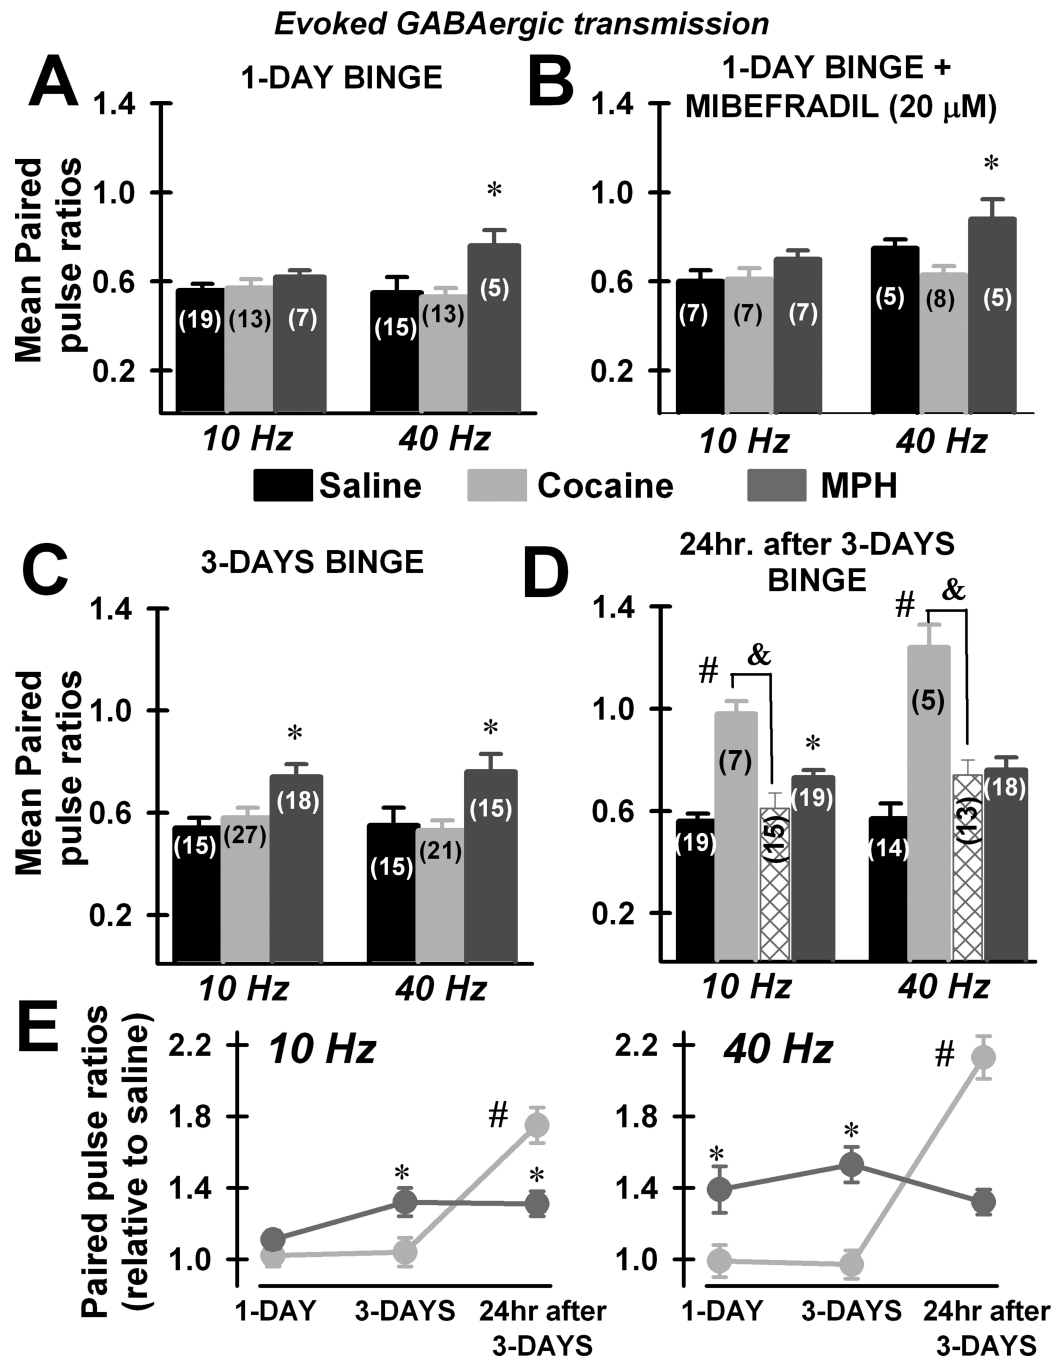 Evoked GABAergic transmission
A
1-DAY BINGE
Mean Paired
pulse ratios
1.4
1.0
0.6
0.2
*
(19)
(13)
(7)
(15)
(13)
(5)
10 Hz
40 Hz
B
1-DAY BINGE +
MIBEFRADIL (20 μM)
1.4
1.0
0.6
0.2
*
(7)
(7)
(7)
(5)
(8)
(5)
10 Hz
40 Hz
Saline
Cocaine
MPH
C
3-DAYS BINGE
Mean Paired
pulse ratios
1.4
1.0
0.6
0.2
*
*
(15)
(27)
(18)
(15)
(21)
(15)
10 Hz
40 Hz
D
24hr. after 3-DAYS
BINGE
1.4
1.0
0.6
0.2
# &
*
# &
(19)
(7)
(15)
(19)
(14)
(5)
(13)
(18)
10 Hz
40 Hz
E
Paired pulse ratios
(relative to saline)
10 Hz
2.2
1.8
1.4
1.0
#
*
*
1-DAY
3-DAYS
24hr after
3-DAYS
40 Hz
2.2
1.8
1.4
1.0
#
*
*
1-DAY
3-DAYS
24hr after
3-DAYS